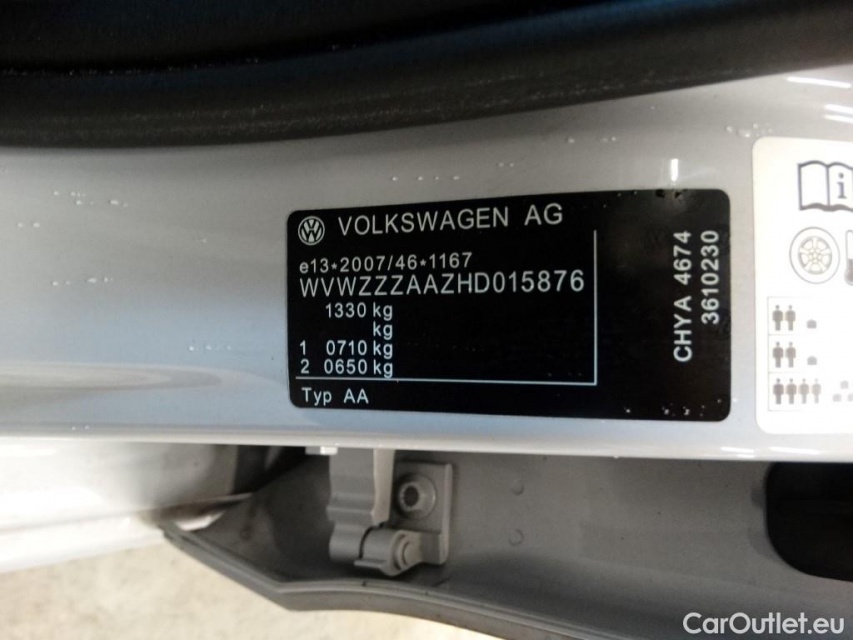 VOLKSWAGEN AG
e13*2007/46*1167
WVWZZZAAZHD015876
1330 kg
kg
1 0710 kg
2 0650 kg
Typ AA
CHYA 4674
3610230
i
CarOutlet.eu